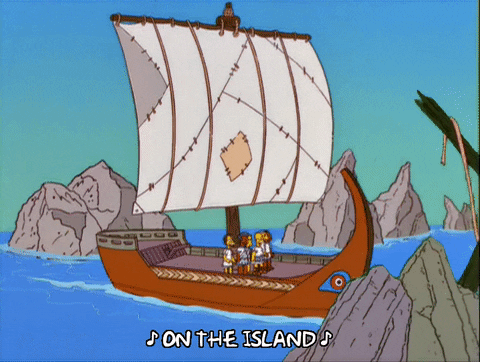 ♪ ON THE ISLAND ♪